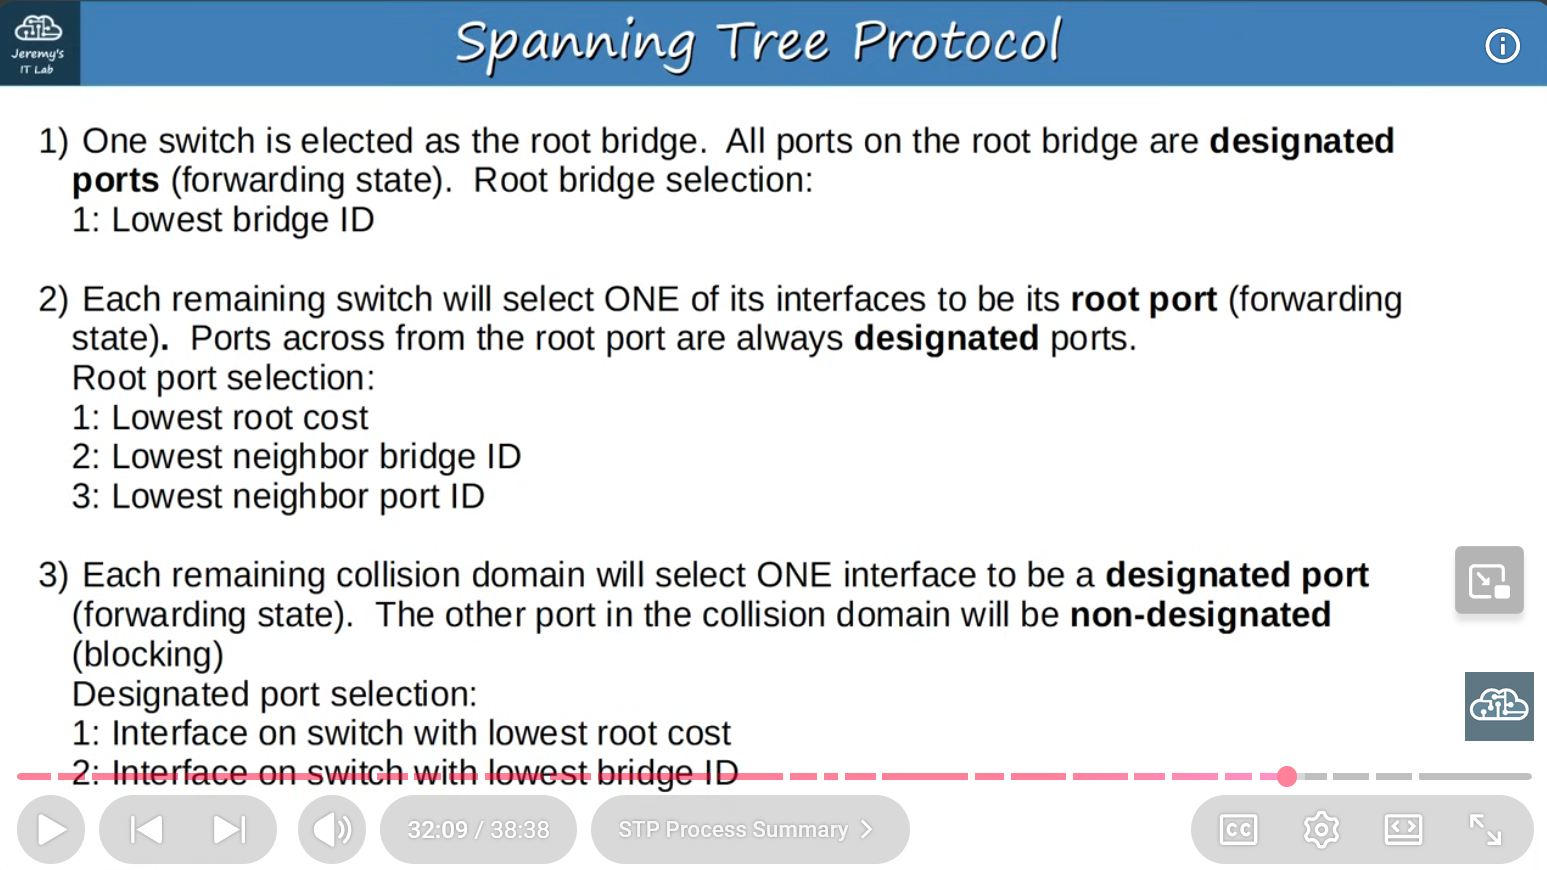 Jeremy's
IT Lab
Spanning Tree Protocol
1) One switch is elected as the root bridge. All ports on the root bridge are designated
ports (forwarding state). Root bridge selection:
1: Lowest bridge ID
2) Each remaining switch will select ONE of its interfaces to be its root port (forwarding
state). Ports across from the root port are always designated ports.
Root port selection:
1: Lowest root cost
2: Lowest neighbor bridge ID
3: Lowest neighbor port ID
3) Each remaining collision domain will select ONE interface to be a designated port
(forwarding state). The other port in the collision domain will be non-designated
(blocking)
Designated port selection:
1: Interface on switch with lowest root cost
2: Interface on switch with lowest bridge ID
32:09 / 38:38
STP Process Summary
CC